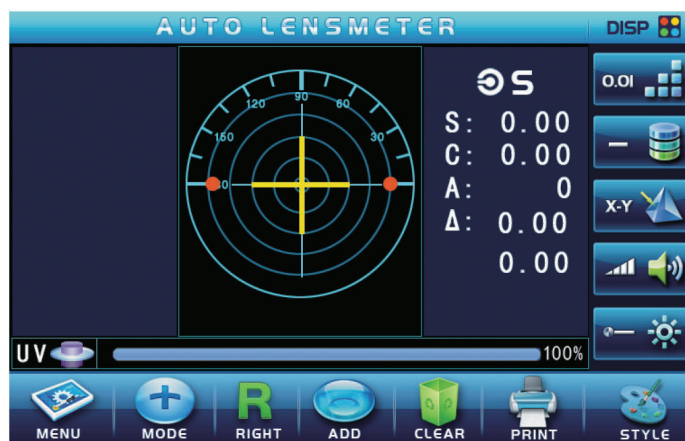 AUTO LENSMETER
DISP
0.01
120
90
60
150
30
0
S
S: 0.00
C: 0.00
A: 0
Δ: 0.00
0.00
X-Y
UV
100%
MENU
MODE
R
RIGHT
ADD
CLEAR
PRINT
STYLE